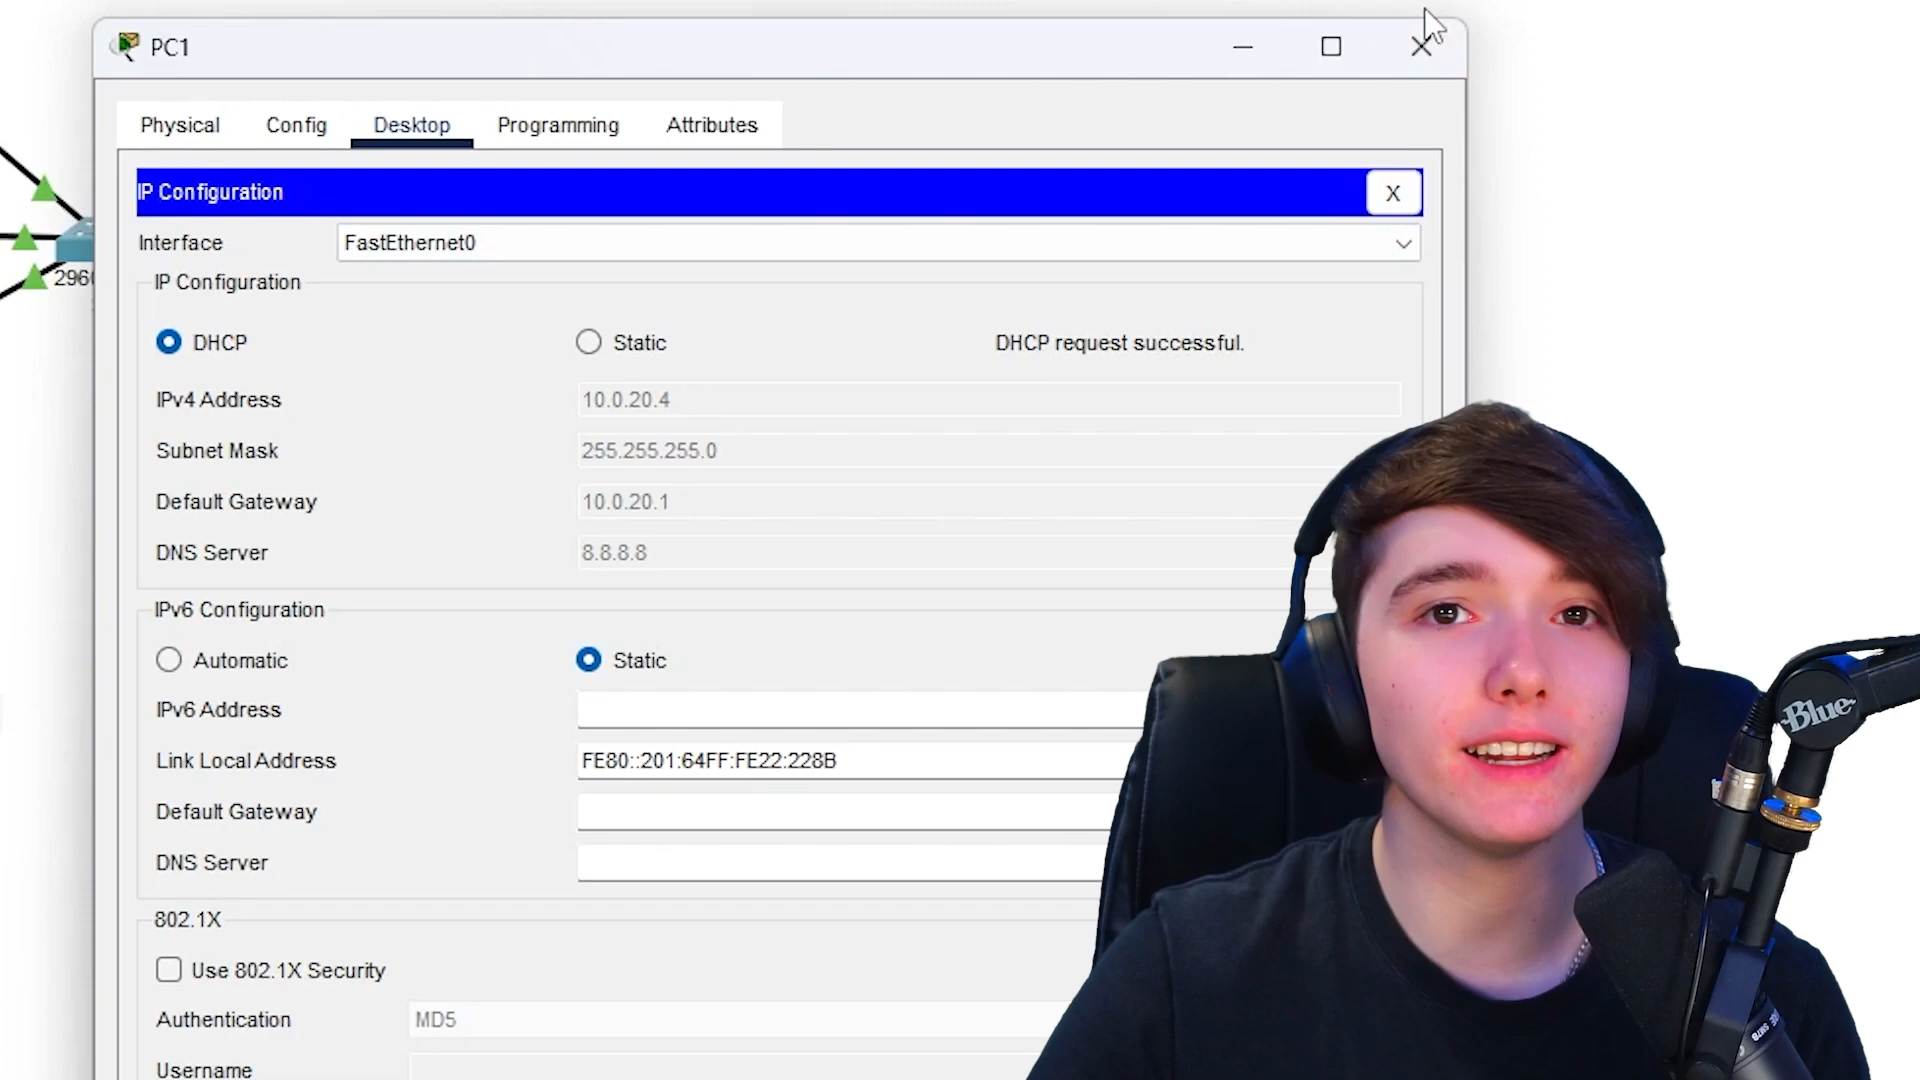 PC1
Physical Config Desktop Programming Attributes
IP Configuration X
Interface FastEthernet0
IP Configuration
DHCP Static DHCP request successful.
IPv4 Address 10.0.20.4
Subnet Mask 255.255.255.0
Default Gateway 10.0.20.1
DNS Server 8.8.8.8
IPv6 Configuration
Automatic Static
IPv6 Address
Link Local Address FE80::201:64FF:FE22:228B
Default Gateway
DNS Server
802.1X
Use 802.1X Security
Authentication MD5
Username
296
Blue
SM7B